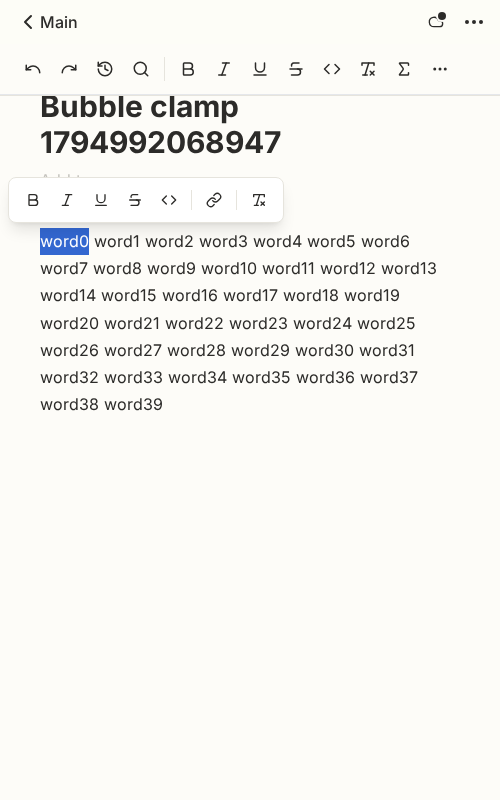 Main
Bubble clamp
1794992068947
word0 word1 word2 word3 word4 word5 word6
word7 word8 word9 word10 word11 word12 word13
word14 word15 word16 word17 word18 word19
word20 word21 word22 word23 word24 word25
word26 word27 word28 word29 word30 word31
word32 word33 word34 word35 word36 word37
word38 word39